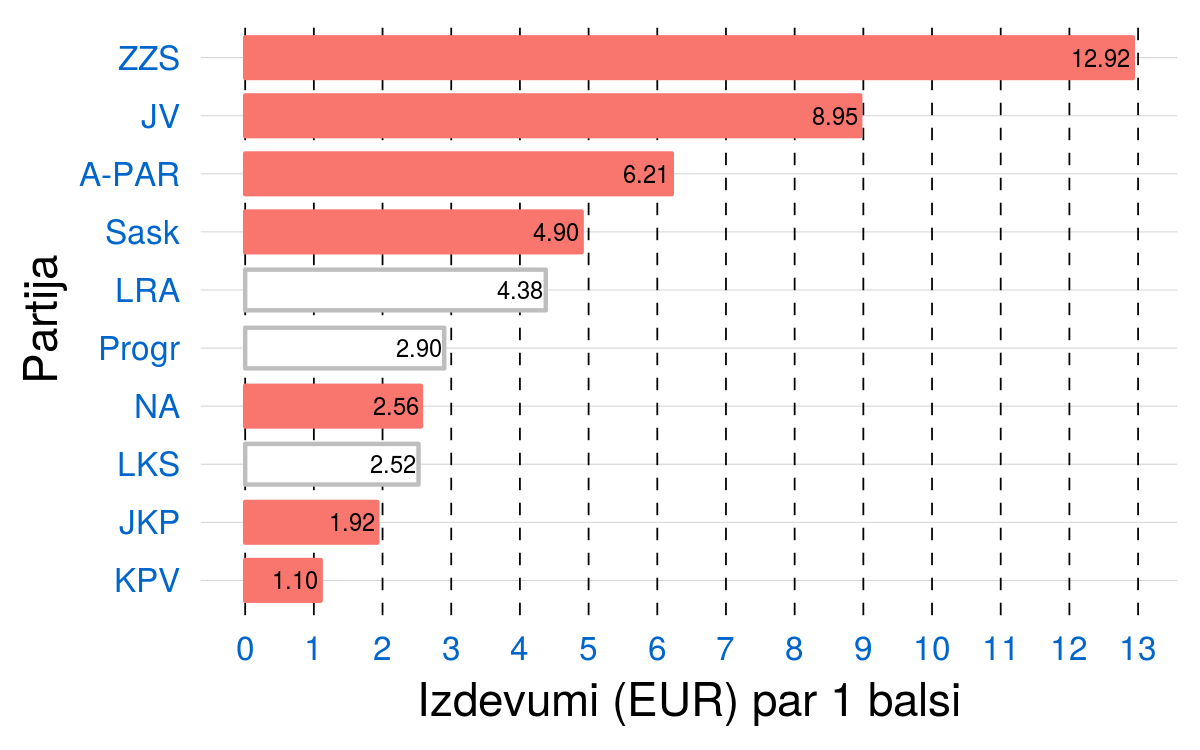 ZZS 12.92
JV 8.95
A-PAR 6.21
Sask 4.90
LRA 4.38
Progr 2.90
NA 2.56
LKS 2.52
JKP 1.92
KPV 1.10
Partija
0 1 2 3 4 5 6 7 8 9 10 11 12 13
Izdevumi (EUR) par 1 balsi